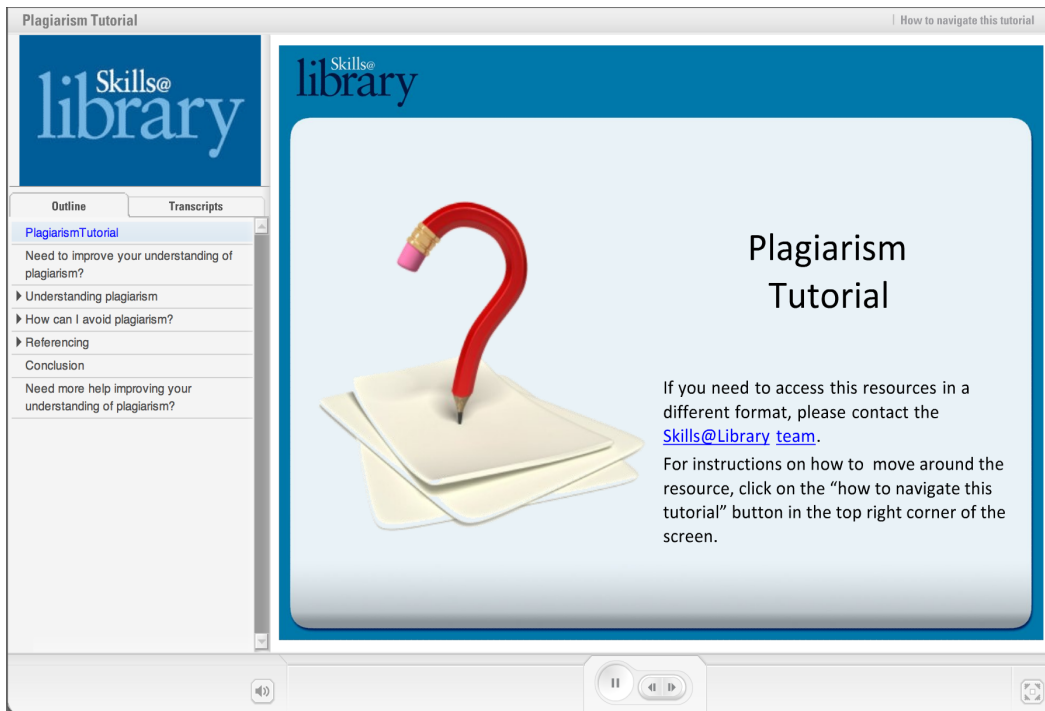 Plagiarism Tutorial
How to navigate this tutorial
Skills@
library
Outline
Transcripts
PlagiarismTutorial
Need to improve your understanding of
plagiarism?
Understanding plagiarism
How can I avoid plagiarism?
Referencing
Conclusion
Need more help improving your
understanding of plagiarism?
Skills@
library
Plagiarism
Tutorial
If you need to access this resources in a
different format, please contact the
Skills@Library team.
For instructions on how to move around the
resource, click on the “how to navigate this
tutorial” button in the top right corner of the
screen.